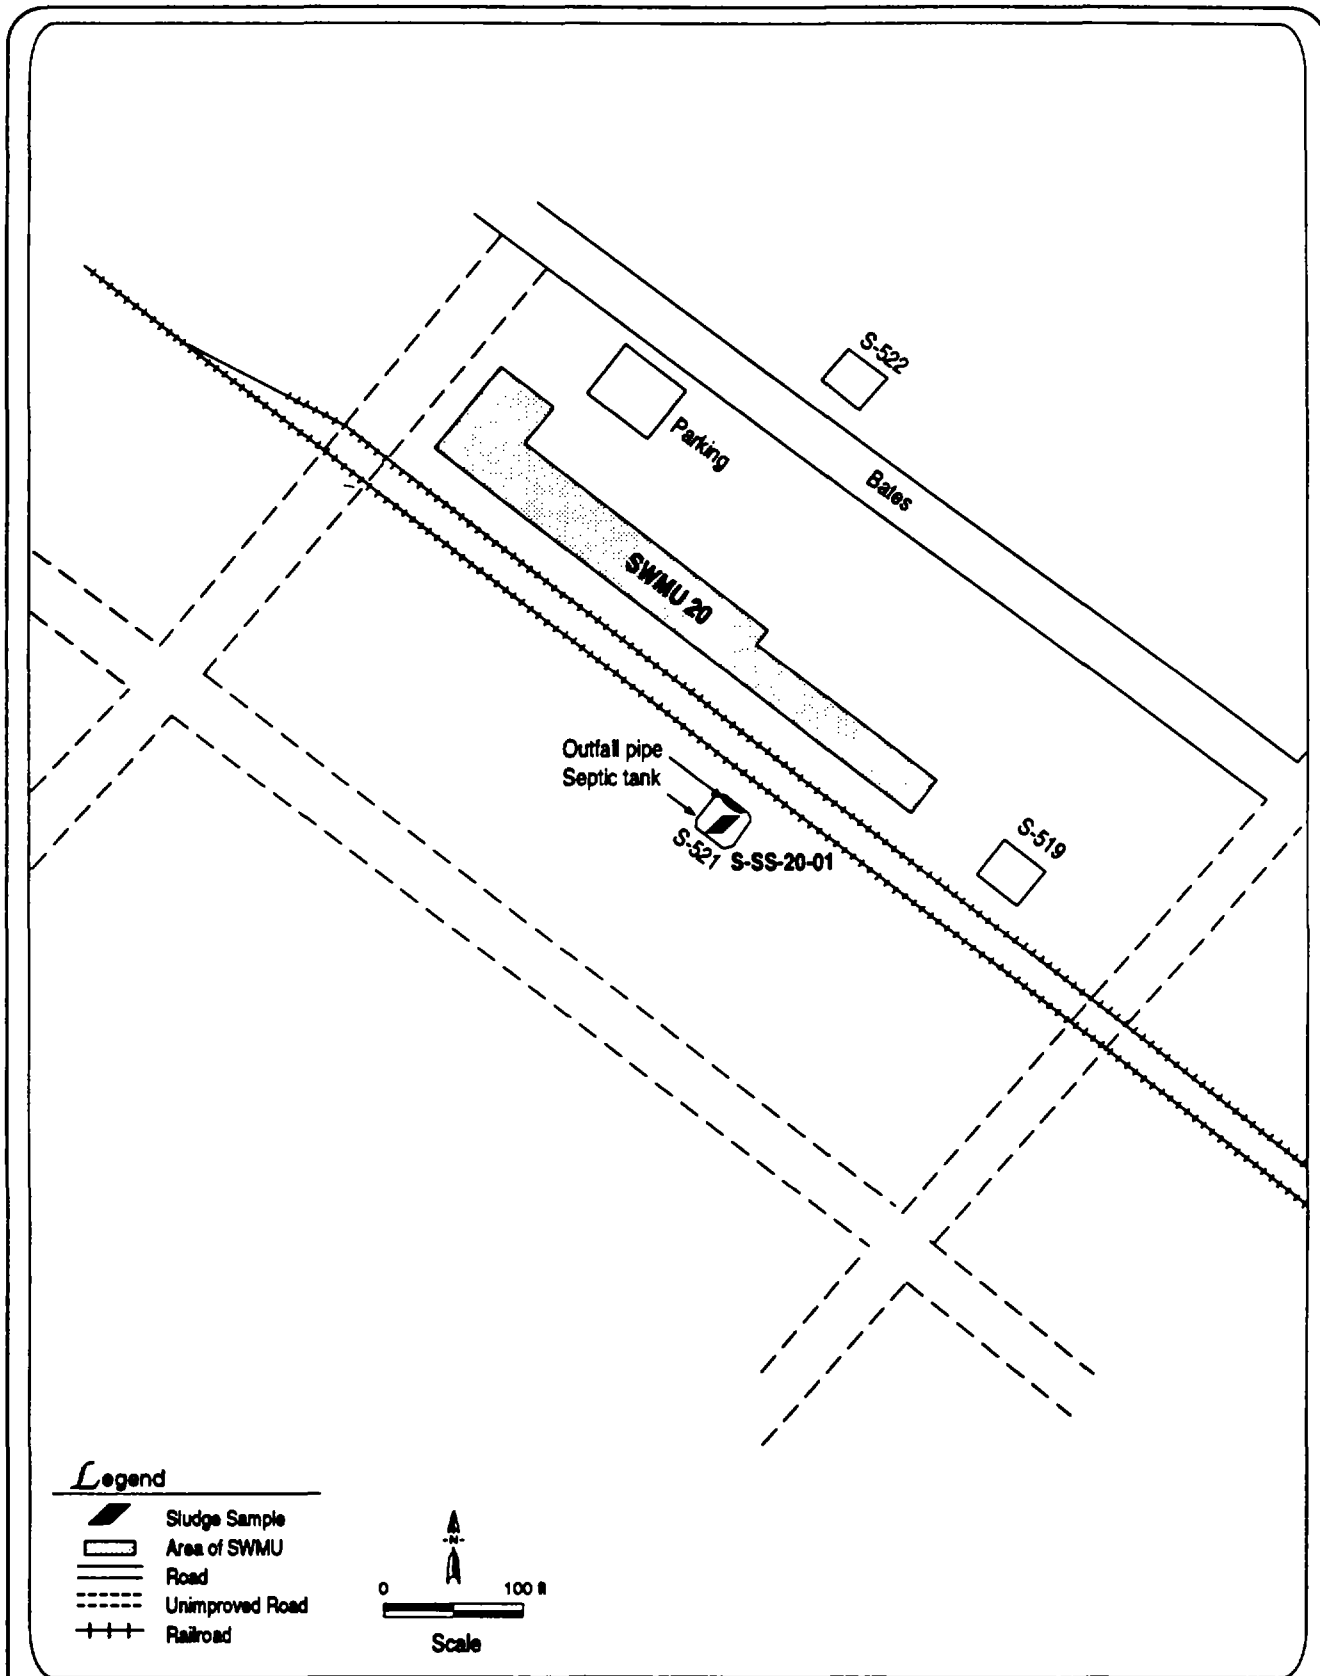 S-522
Parking
Bates
SWMU 20
Outfall pipe
Septic tank
S-521
S-SS-20-01
S-519
Legend
Sludge Sample
Area of SWMU
Road
Unimproved Road
Railroad
-N-
0 100 ft
Scale